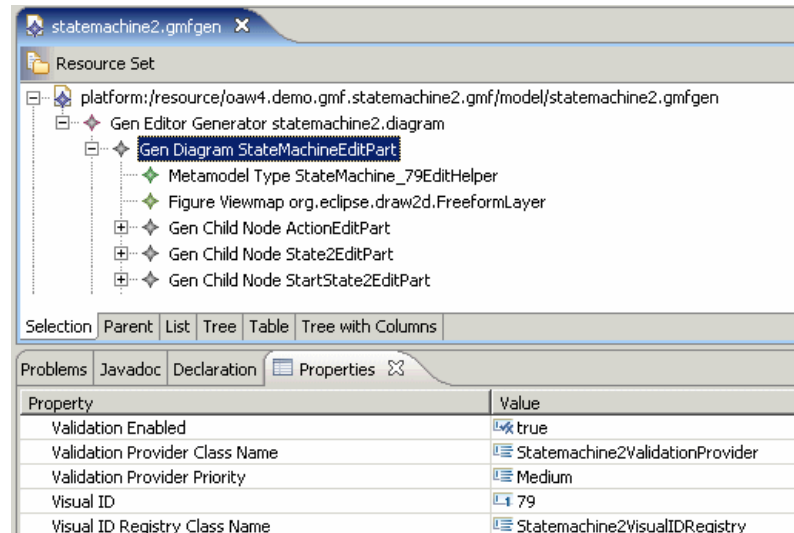 statemachine2.gmfgen
Resource Set
platform:/resource/oaw4.demo.gmf.statemachine2.gmf/model/statemachine2.gmfgen
Gen Editor Generator statemachine2.diagram
Gen Diagram StateMachineEditPart
Metamodel Type StateMachine_79EditHelper
Figure Viewmap org.eclipse.draw2d.FreeformLayer
Gen Child Node ActionEditPart
Gen Child Node State2EditPart
Gen Child Node StartState2EditPart
Selection Parent List Tree Table Tree with Columns
Problems Javadoc Declaration Properties
Property Value
Validation Enabled true
Validation Provider Class Name Statemachine2ValidationProvider
Validation Provider Priority Medium
Visual ID 79
Visual ID Registry Class Name Statemachine2VisualIDRegistry